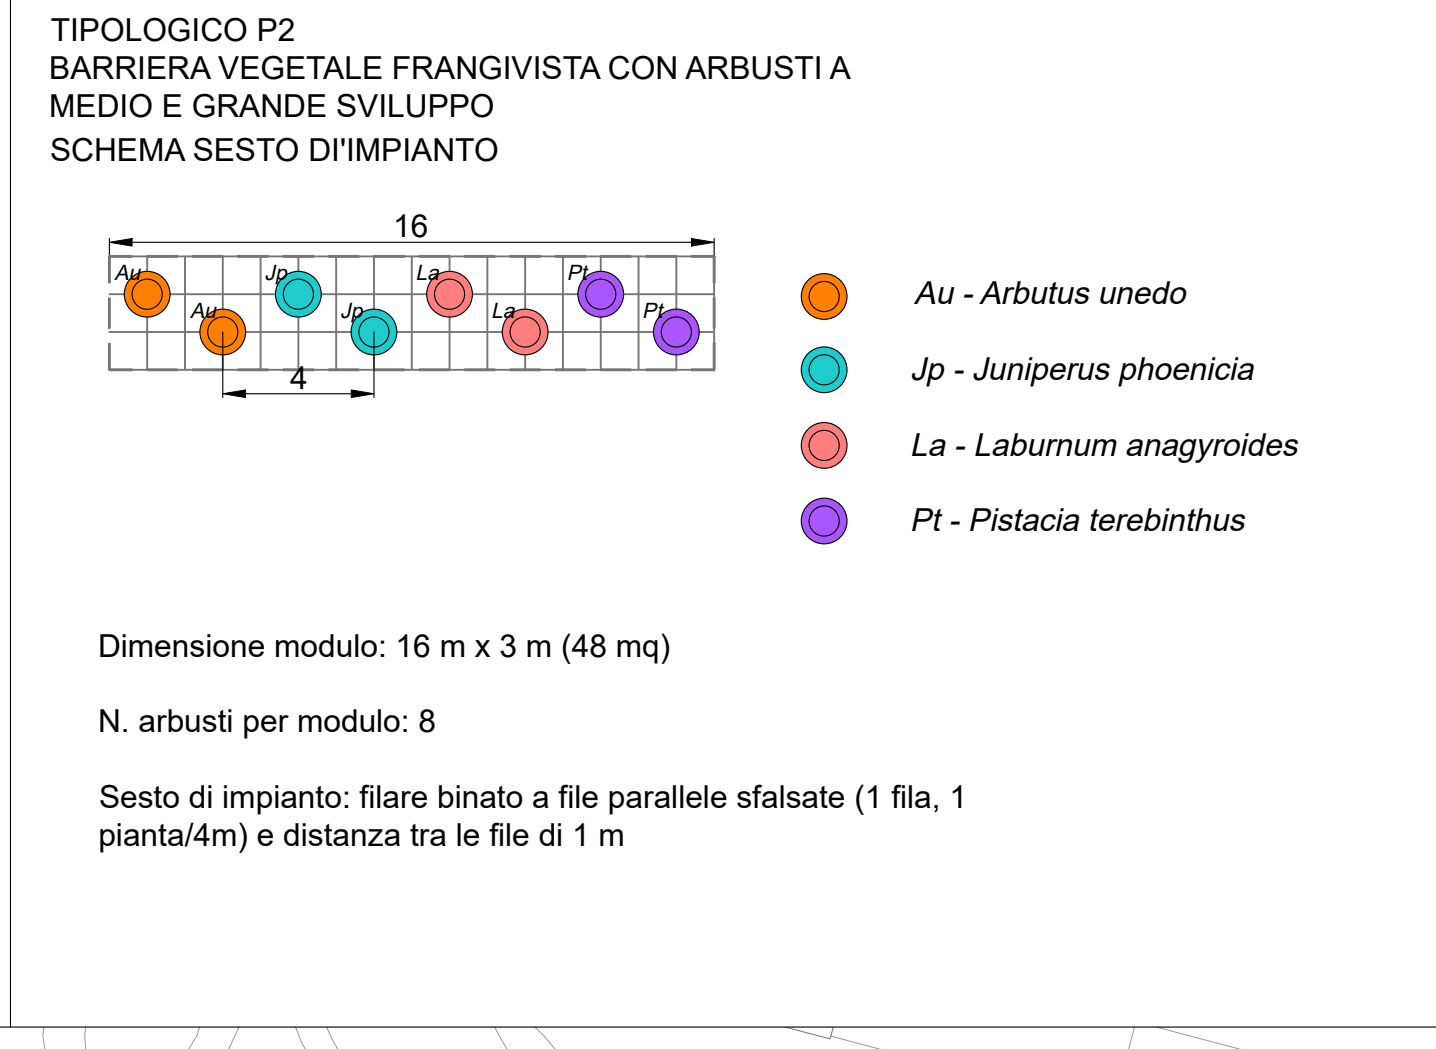 TIPOLOGICO P2
BARRIERA VEGETALE FRANGIVISTA CON ARBUSTI A
MEDIO E GRANDE SVILUPPO
SCHEMA SESTO DI'IMPIANTO
16
Au
Jp
La
Pt
Au
Jp
La
Pt
4
Au - Arbutus unedo
Jp - Juniperus phoenicia
La - Laburnum anagyroides
Pt - Pistacia terebinthus
Dimensione modulo: 16 m x 3 m (48 mq)
N. arbusti per modulo: 8
Sesto di impianto: filare binato a file parallele sfalsate (1 fila, 1
pianta/4m) e distanza tra le file di 1 m